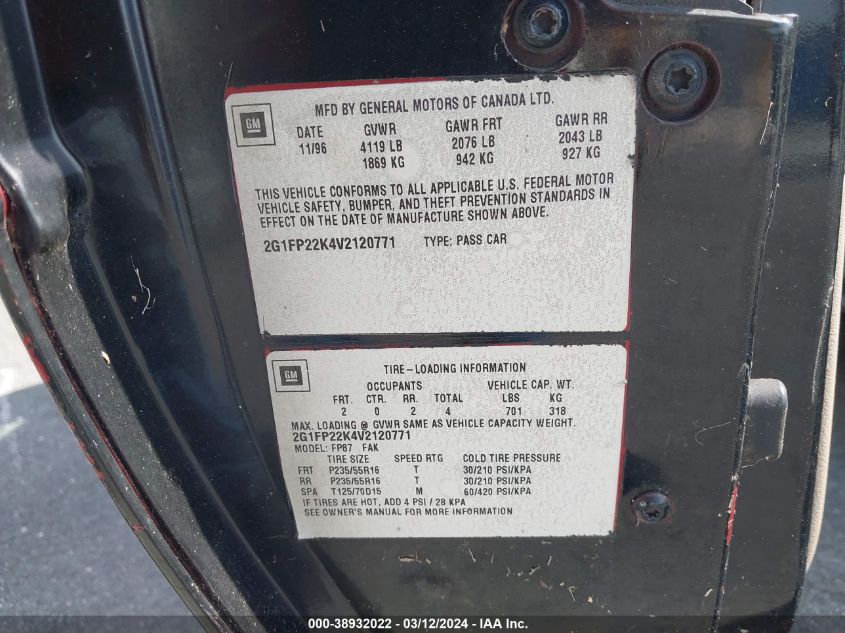 MFD BY GENERAL MOTORS OF CANADA LTD.
GM
DATE GVWR GAWR FRT GAWR RR
11/96 4119 LB 2076 LB 2043 LB
1869 KG 942 KG 927 KG
THIS VEHICLE CONFORMS TO ALL APPLICABLE U.S. FEDERAL MOTOR
VEHICLE SAFETY, BUMPER, AND THEFT PREVENTION STANDARDS IN
EFFECT ON THE DATE OF MANUFACTURE SHOWN ABOVE.
2G1FP22K4V2120771 TYPE: PASS CAR
GM
TIRE-LOADING INFORMATION
OCCUPANTS VEHICLE CAP. WT.
FRT. CTR. RR. TOTAL LBS KG
2 0 2 4 701 318
MAX. LOADING @ GVWR SAME AS VEHICLE CAPACITY WEIGHT.
2G1FP22K4V2120771
MODEL: FP87 FAK
TIRE SIZE SPEED RTG COLD TIRE PRESSURE
FRT P235/55R16 T 30/210 PSI/KPA
RR P235/55R16 T 30/210 PSI/KPA
SPA T125/70D15 M 60/420 PSI/KPA
IF TIRES ARE HOT, ADD 4 PSI / 28 KPA
SEE OWNER'S MANUAL FOR MORE INFORMATION
000-38932022 - 03/12/2024 - IAA Inc.